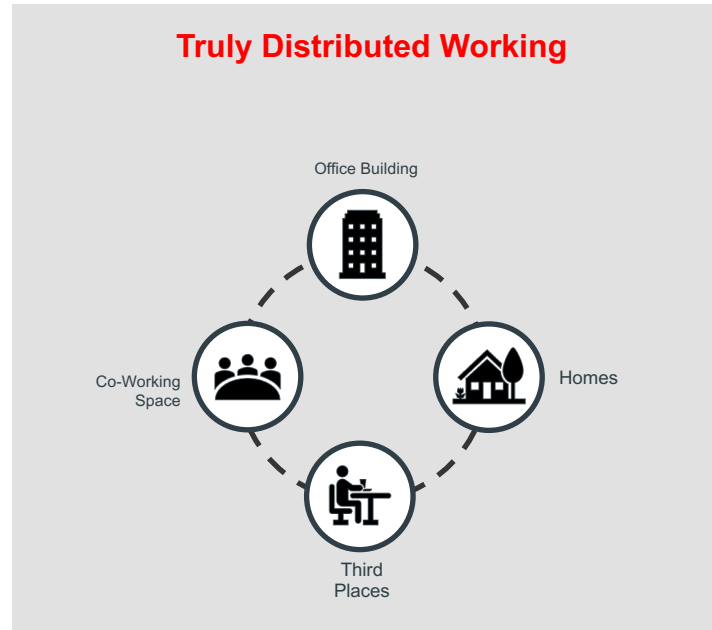 Truly Distributed Working
Office Building
Co-Working
Space
Homes
Third
Places